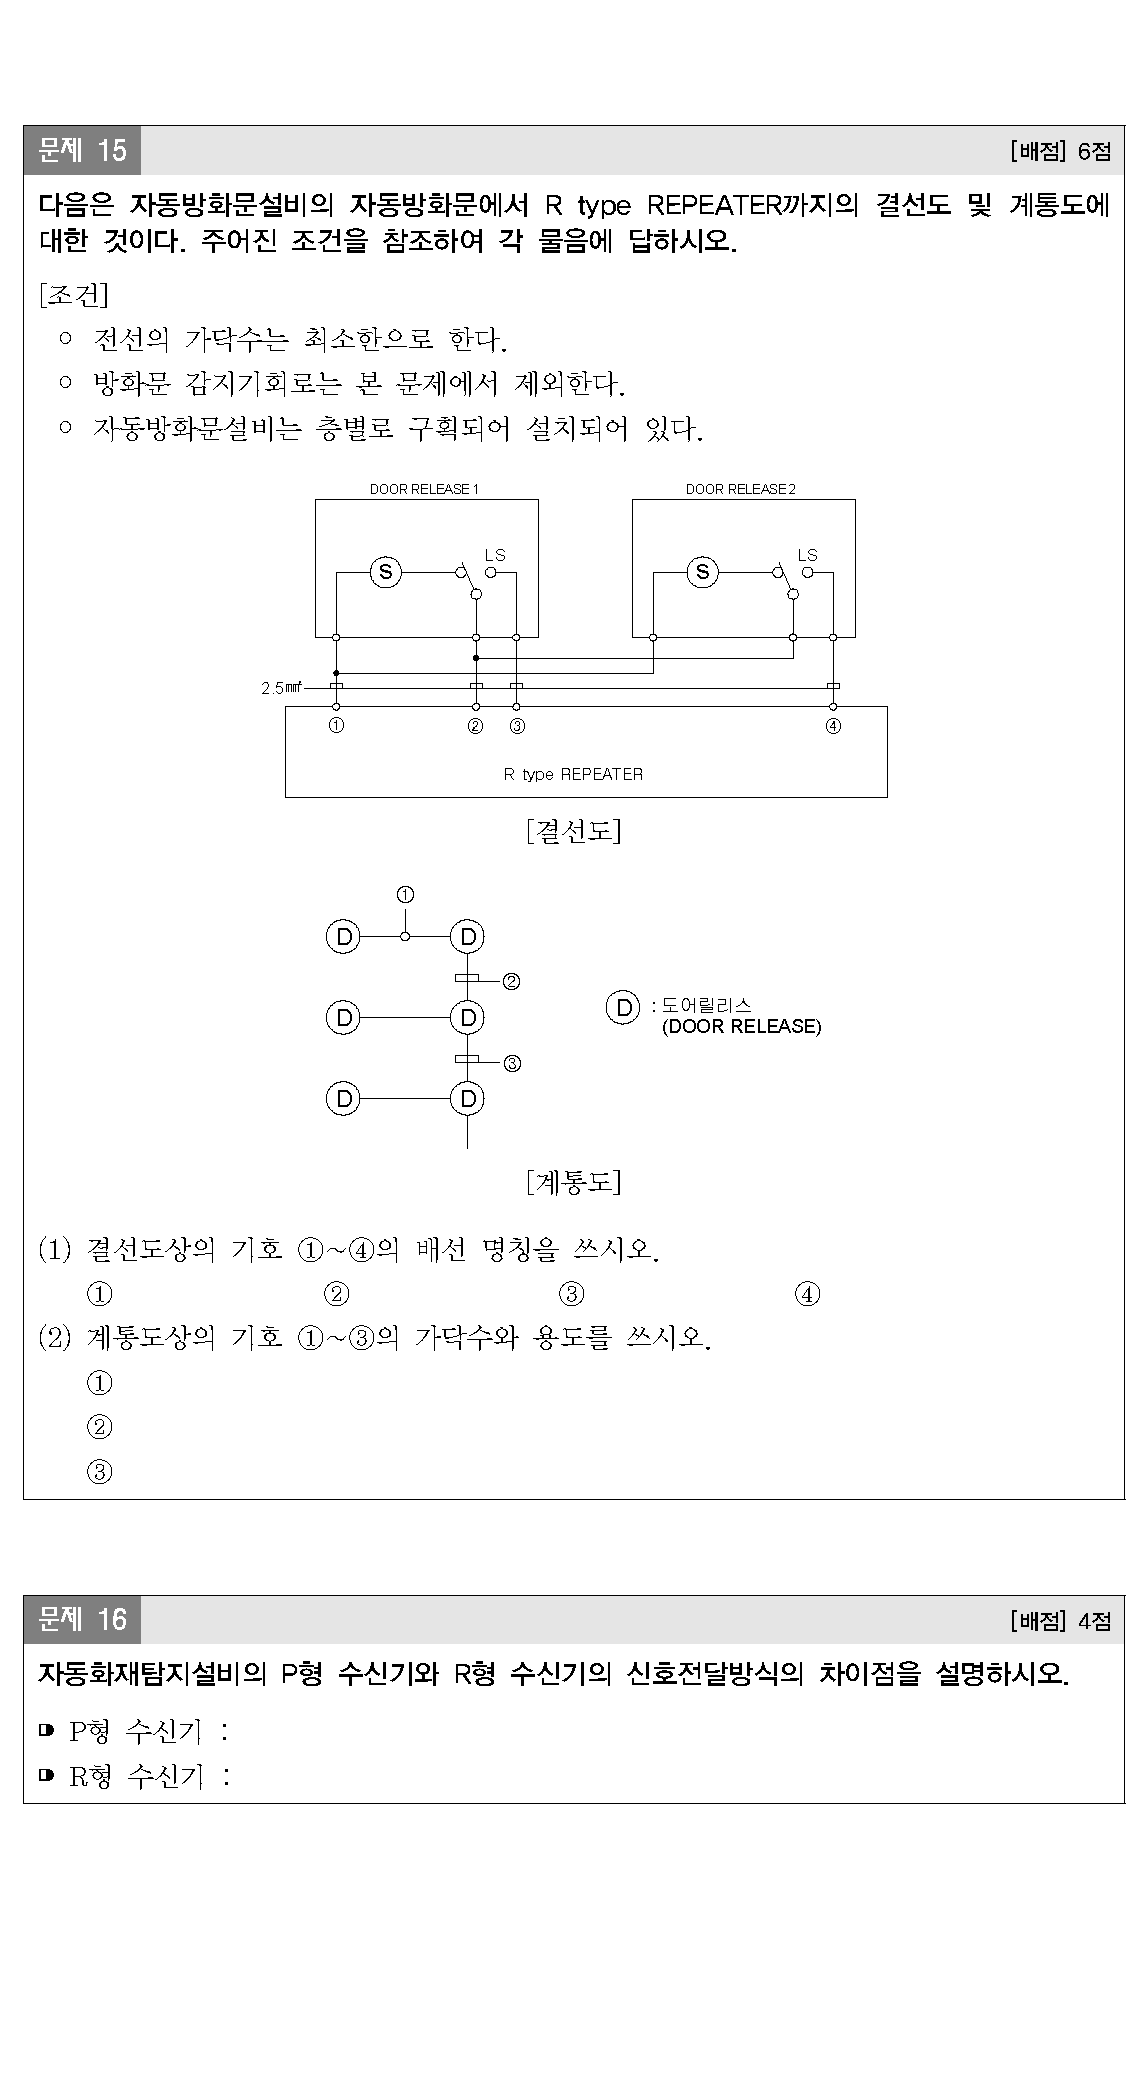 문제 15
[배점] 6점
다음은 자동방화문설비의 자동방화문에서 R type REPEATER까지의 결선도 및 계통도에
대한 것이다. 주어진 조건을 참조하여 각 물음에 답하시오.
[조건]
○ 전선의 가닥수는 최소한으로 한다.
○ 방화문 감지기회로는 본 문제에서 제외한다.
○ 자동방화문설비는 층별로 구획되어 설치되어 있다.
DOOR RELEASE 1
DOOR RELEASE 2
S LS
S LS
2.5㎟
① ② ③ ④
R type REPEATER
[결선도]
①
D D
②
D D
D : 도어릴리스
(DOOR RELEASE)
③
D D
[계통도]
(1) 결선도상의 기호 ①~④의 배선 명칭을 쓰시오.
① ② ③ ④
(2) 계통도상의 기호 ①~③의 가닥수와 용도를 쓰시오.
①
②
③
문제 16
[배점] 4점
자동화재탐지설비의 P형 수신기와 R형 수신기의 신호전달방식의 차이점을 설명하시오.
P형 수신기 :
R형 수신기 :